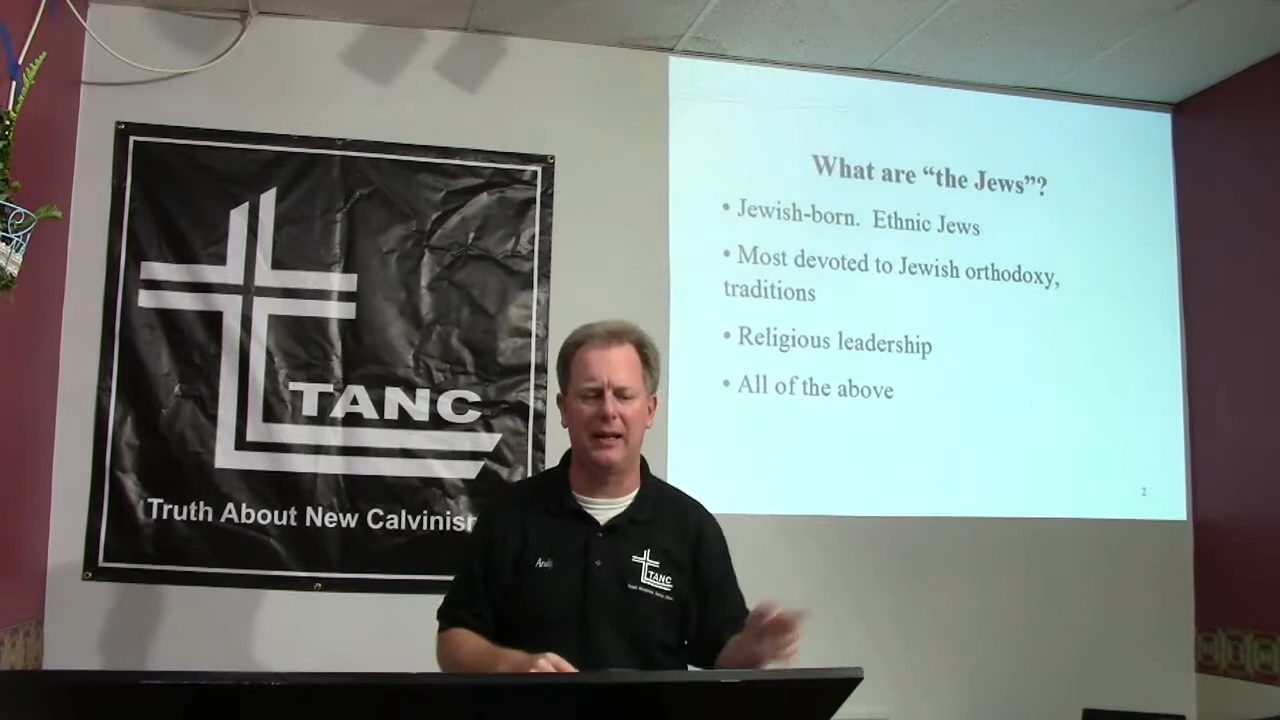 TANC
Truth About New Calvinism
What are “the Jews”?
• Jewish-born. Ethnic Jews
• Most devoted to Jewish orthodoxy,
traditions
• Religious leadership
• All of the above
2
Andy
TANC